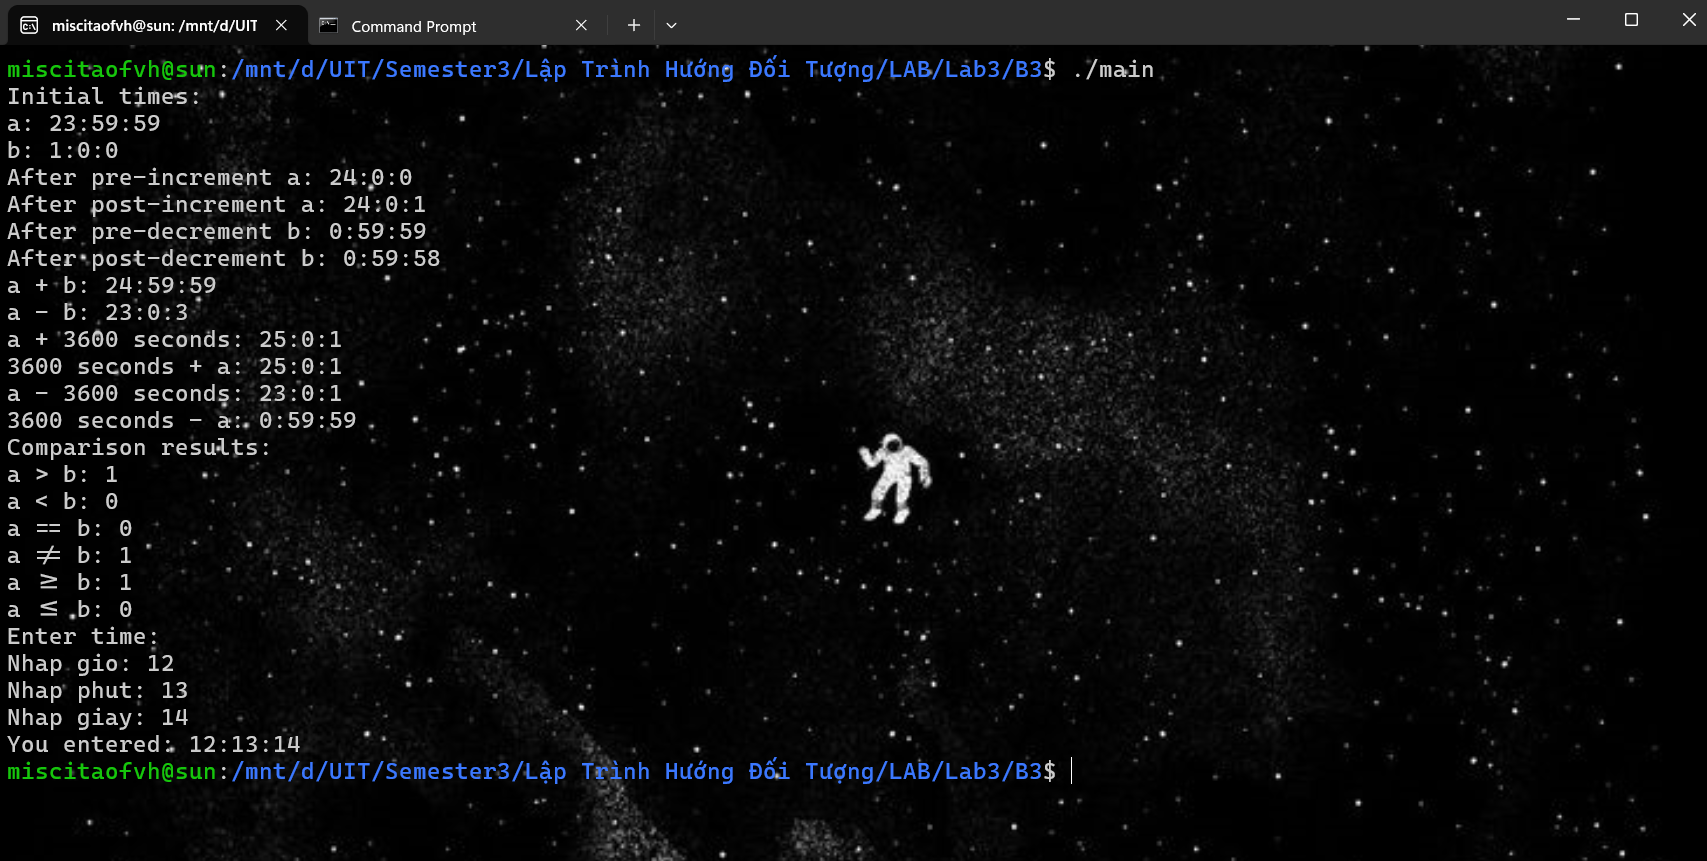 miscitaofvh@sun: /mnt/d/UIT
Command Prompt
miscitaofvh@sun:/mnt/d/UIT/Semester3/Lập Trình Hướng Đối Tượng/LAB/Lab3/B3$ ./main
Initial times:
a: 23:59:59
b: 1:0:0
After pre-increment a: 24:0:0
After post-increment a: 24:0:1
After pre-decrement b: 0:59:59
After post-decrement b: 0:59:58
a + b: 24:59:59
a - b: 23:0:3
a + 3600 seconds: 25:0:1
3600 seconds + a: 25:0:1
a - 3600 seconds: 23:0:1
3600 seconds - a: 0:59:59
Comparison results:
a > b: 1
a < b: 0
a == b: 0
a ≠ b: 1
a ≥ b: 1
a ≤ b: 0
Enter time:
Nhap gio: 12
Nhap phut: 13
Nhap giay: 14
You entered: 12:13:14
miscitaofvh@sun:/mnt/d/UIT/Semester3/Lập Trình Hướng Đối Tượng/LAB/Lab3/B3$